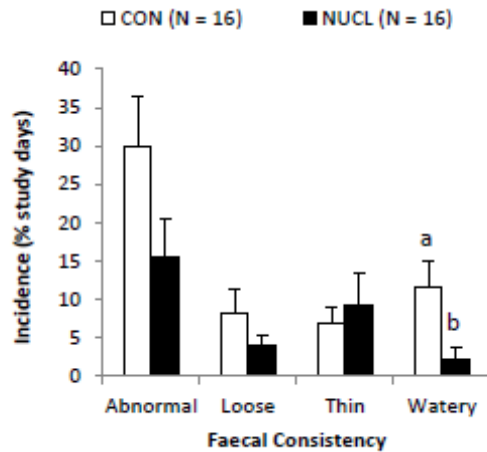 CON (N = 16) NUCL (N = 16)
40
35
30
25
20
15
10
5
0
Incidence (% study days)
a
b
Abnormal Loose Thin Watery
Faecal Consistency